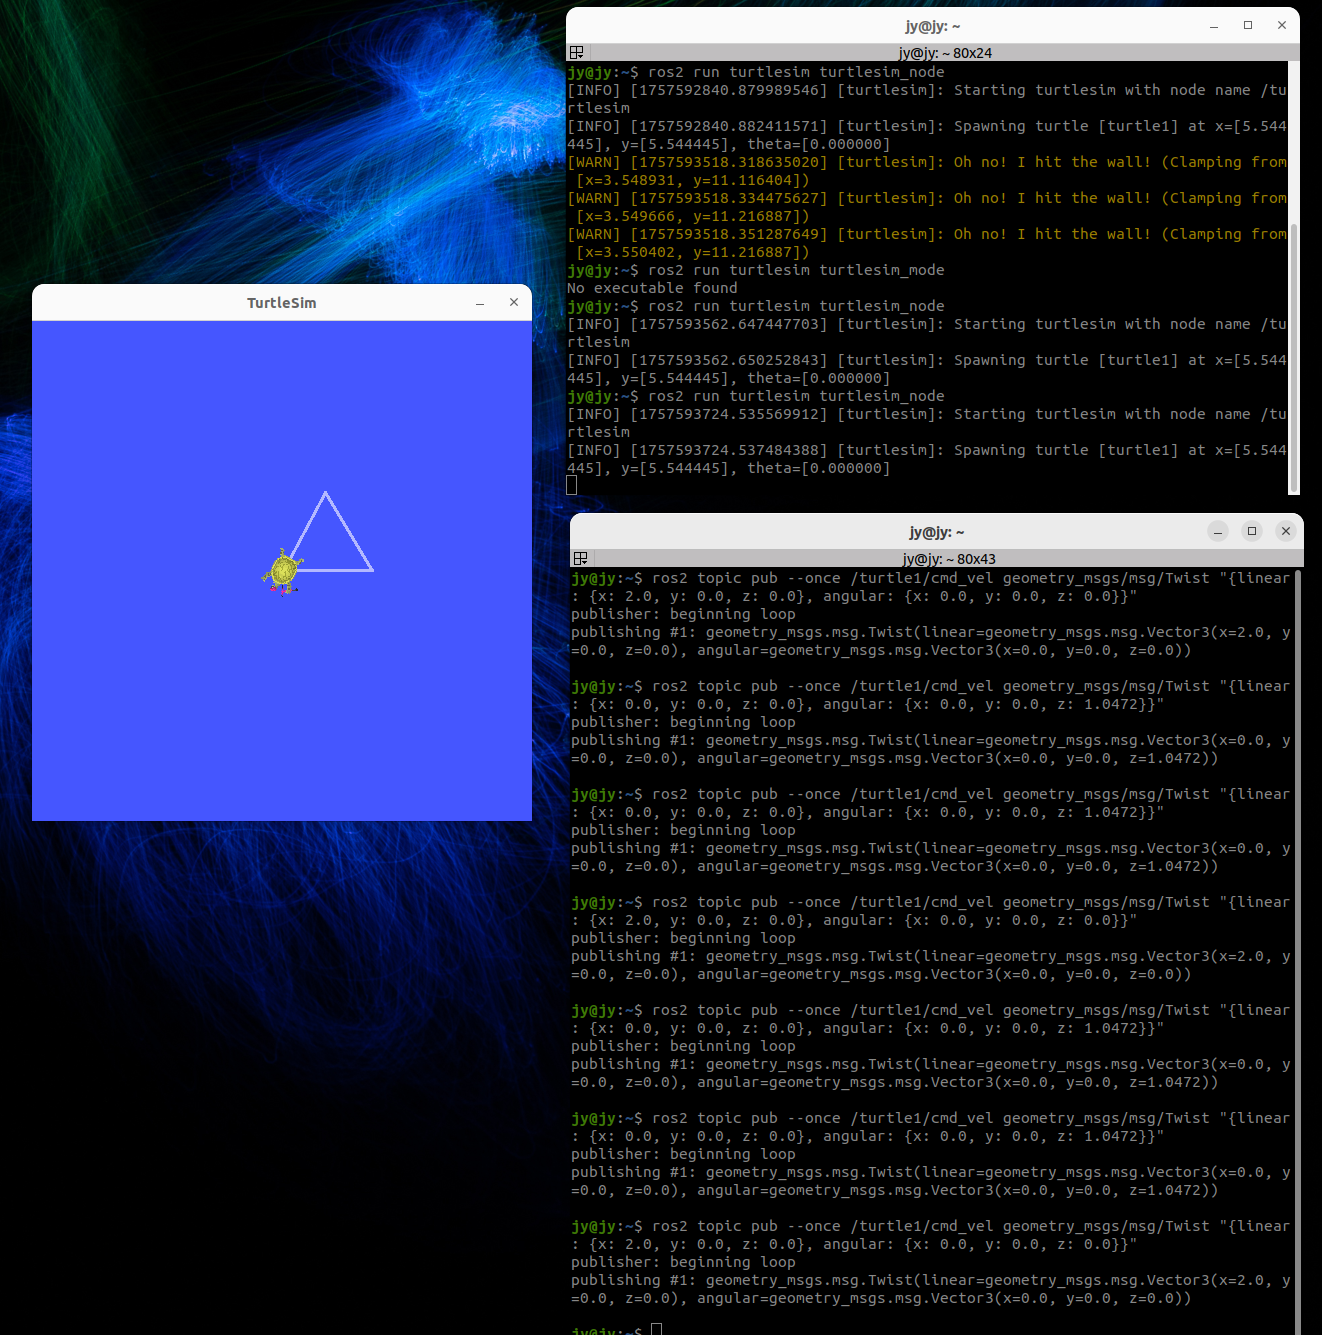 jy@jy: ~
jy@jy: ~ 80x24
jy@jy:~$ ros2 run turtlesim turtlesim_node
[INFO] [1757592840.879989546] [turtlesim]: Starting turtlesim with node name /tu
rtlesim
[INFO] [1757592840.882411571] [turtlesim]: Spawning turtle [turtle1] at x=[5.544
445], y=[5.544445], theta=[0.000000]
[WARN] [1757593518.318635020] [turtlesim]: Oh no! I hit the wall! (Clamping from
 [x=3.548931, y=11.116404])
[WARN] [1757593518.334475627] [turtlesim]: Oh no! I hit the wall! (Clamping from
 [x=3.549666, y=11.216887])
[WARN] [1757593518.351287649] [turtlesim]: Oh no! I hit the wall! (Clamping from
 [x=3.550402, y=11.216887])
jy@jy:~$ ros2 run turtlesim turtlesim_mode
No executable found
jy@jy:~$ ros2 run turtlesim turtlesim_node
[INFO] [1757593562.647447703] [turtlesim]: Starting turtlesim with node name /tu
rtlesim
[INFO] [1757593562.650252843] [turtlesim]: Spawning turtle [turtle1] at x=[5.544
445], y=[5.544445], theta=[0.000000]
jy@jy:~$ ros2 run turtlesim turtlesim_node
[INFO] [1757593724.535569912] [turtlesim]: Starting turtlesim with node name /tu
rtlesim
[INFO] [1757593724.537484388] [turtlesim]: Spawning turtle [turtle1] at x=[5.544
445], y=[5.544445], theta=[0.000000]
TurtleSim
jy@jy: ~
jy@jy: ~ 80x43
jy@jy:~$ ros2 topic pub --once /turtle1/cmd_vel geometry_msgs/msg/Twist "{linear
: {x: 2.0, y: 0.0, z: 0.0}, angular: {x: 0.0, y: 0.0, z: 0.0}}"
publisher: beginning loop
publishing #1: geometry_msgs.msg.Twist(linear=geometry_msgs.msg.Vector3(x=2.0, y
=0.0, z=0.0), angular=geometry_msgs.msg.Vector3(x=0.0, y=0.0, z=0.0))
jy@jy:~$ ros2 topic pub --once /turtle1/cmd_vel geometry_msgs/msg/Twist "{linear
: {x: 0.0, y: 0.0, z: 0.0}, angular: {x: 0.0, y: 0.0, z: 1.0472}}"
publisher: beginning loop
publishing #1: geometry_msgs.msg.Twist(linear=geometry_msgs.msg.Vector3(x=0.0, y
=0.0, z=0.0), angular=geometry_msgs.msg.Vector3(x=0.0, y=0.0, z=1.0472))
jy@jy:~$ ros2 topic pub --once /turtle1/cmd_vel geometry_msgs/msg/Twist "{linear
: {x: 0.0, y: 0.0, z: 0.0}, angular: {x: 0.0, y: 0.0, z: 1.0472}}"
publisher: beginning loop
publishing #1: geometry_msgs.msg.Twist(linear=geometry_msgs.msg.Vector3(x=0.0, y
=0.0, z=0.0), angular=geometry_msgs.msg.Vector3(x=0.0, y=0.0, z=1.0472))
jy@jy:~$ ros2 topic pub --once /turtle1/cmd_vel geometry_msgs/msg/Twist "{linear
: {x: 2.0, y: 0.0, z: 0.0}, angular: {x: 0.0, y: 0.0, z: 0.0}}"
publisher: beginning loop
publishing #1: geometry_msgs.msg.Twist(linear=geometry_msgs.msg.Vector3(x=2.0, y
=0.0, z=0.0), angular=geometry_msgs.msg.Vector3(x=0.0, y=0.0, z=0.0))
jy@jy:~$ ros2 topic pub --once /turtle1/cmd_vel geometry_msgs/msg/Twist "{linear
: {x: 0.0, y: 0.0, z: 0.0}, angular: {x: 0.0, y: 0.0, z: 1.0472}}"
publisher: beginning loop
publishing #1: geometry_msgs.msg.Twist(linear=geometry_msgs.msg.Vector3(x=0.0, y
=0.0, z=0.0), angular=geometry_msgs.msg.Vector3(x=0.0, y=0.0, z=1.0472))
jy@jy:~$ ros2 topic pub --once /turtle1/cmd_vel geometry_msgs/msg/Twist "{linear
: {x: 0.0, y: 0.0, z: 0.0}, angular: {x: 0.0, y: 0.0, z: 1.0472}}"
publisher: beginning loop
publishing #1: geometry_msgs.msg.Twist(linear=geometry_msgs.msg.Vector3(x=0.0, y
=0.0, z=0.0), angular=geometry_msgs.msg.Vector3(x=0.0, y=0.0, z=1.0472))
jy@jy:~$ ros2 topic pub --once /turtle1/cmd_vel geometry_msgs/msg/Twist "{linear
: {x: 2.0, y: 0.0, z: 0.0}, angular: {x: 0.0, y: 0.0, z: 0.0}}"
publisher: beginning loop
publishing #1: geometry_msgs.msg.Twist(linear=geometry_msgs.msg.Vector3(x=2.0, y
=0.0, z=0.0), angular=geometry_msgs.msg.Vector3(x=0.0, y=0.0, z=0.0))
jy@jy:~$